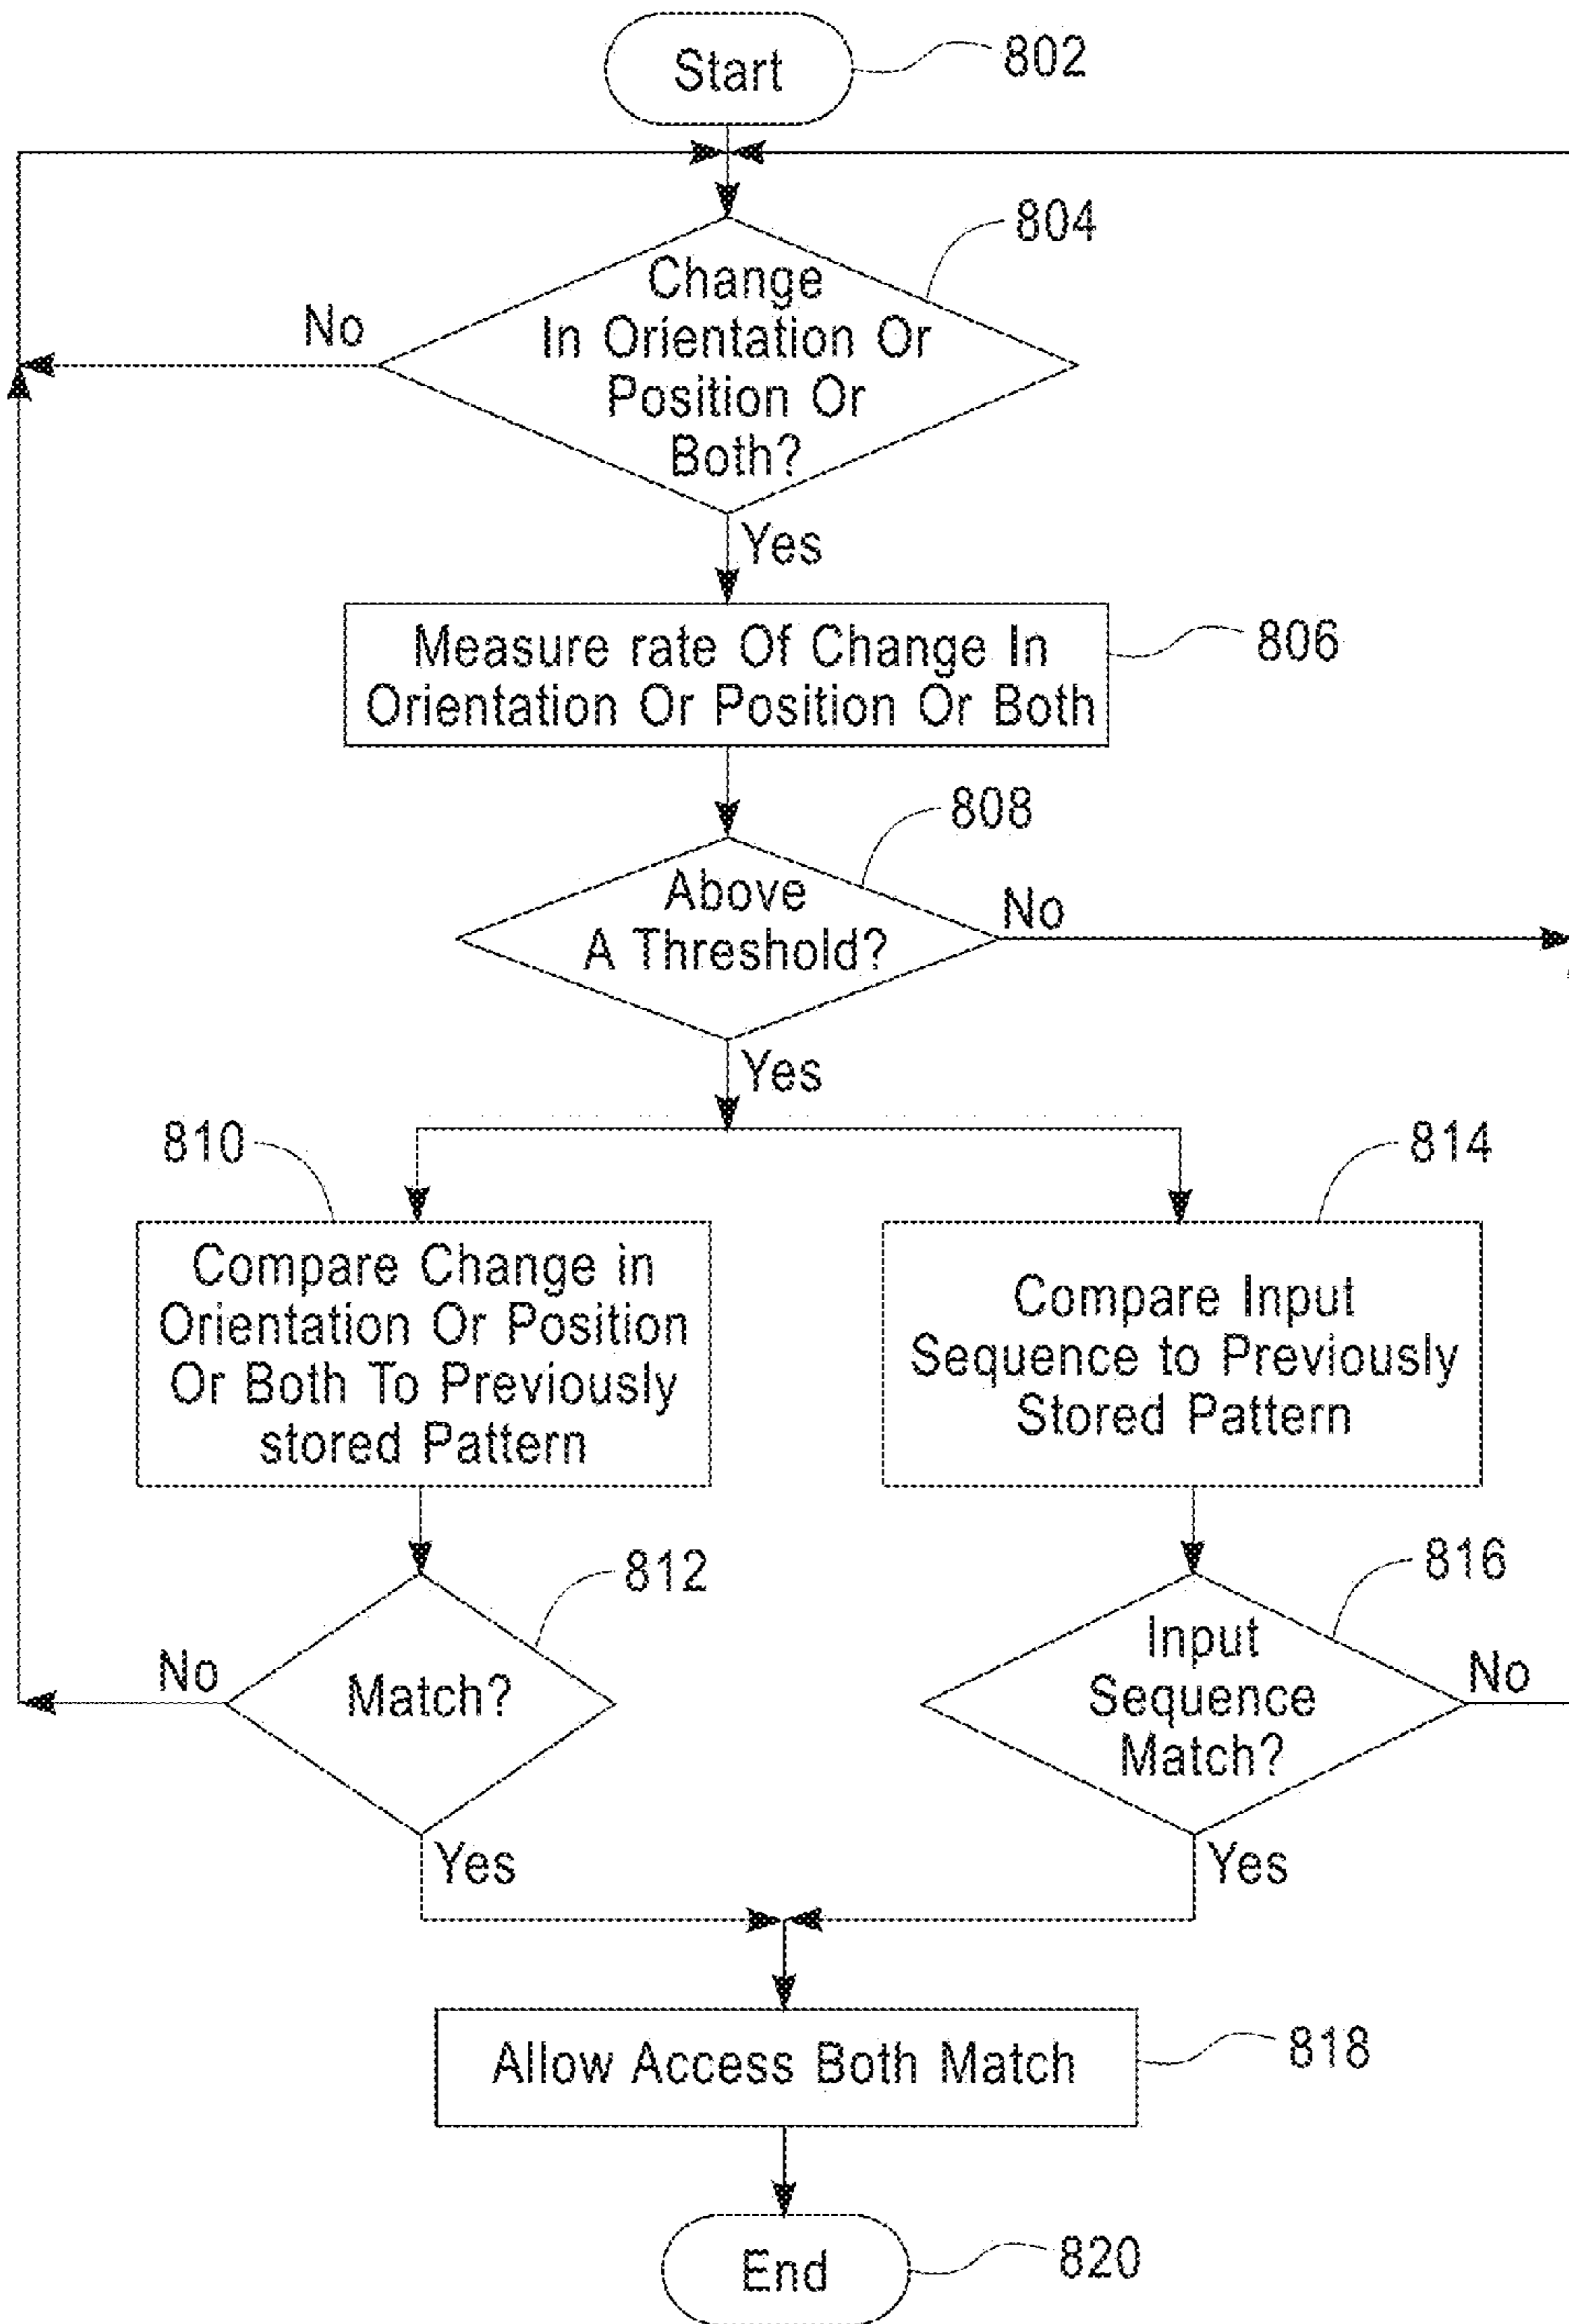 Start
802
804
Change
In Orientation Or
Position Or
Both?
No
Yes
Measure rate Of Change In
Orientation Or Position Or Both
806
808
Above
A Threshold?
No
Yes
810
814
Compare Change in
Orientation Or Position
Or Both To Previously
stored Pattern
Compare Input
Sequence to Previously
Stored Pattern
812
816
No
Match?
Input
Sequence
Match?
No
Yes
Yes
Allow Access Both Match
818
End
820